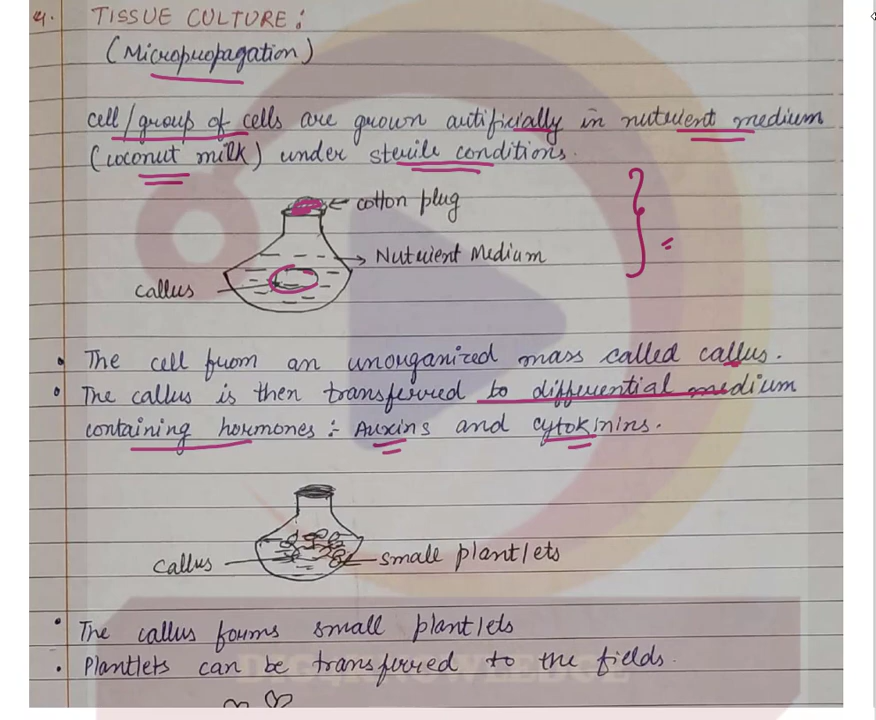 4. TISSUE CULTURE:
(Micropropagation)
cell/group of cells are grown artificially in nutrient medium
(coconut milk) under sterile conditions.
cotton plug
Nutrient Medium
callus
• The cell from an unorganized mass called callus.
• The callus is then transferred to differential medium
containing hormones :- Auxins and cytokinins.
callus
small plantlets
• The callus forms small plantlets
• Plantlets can be transferred to the fields.